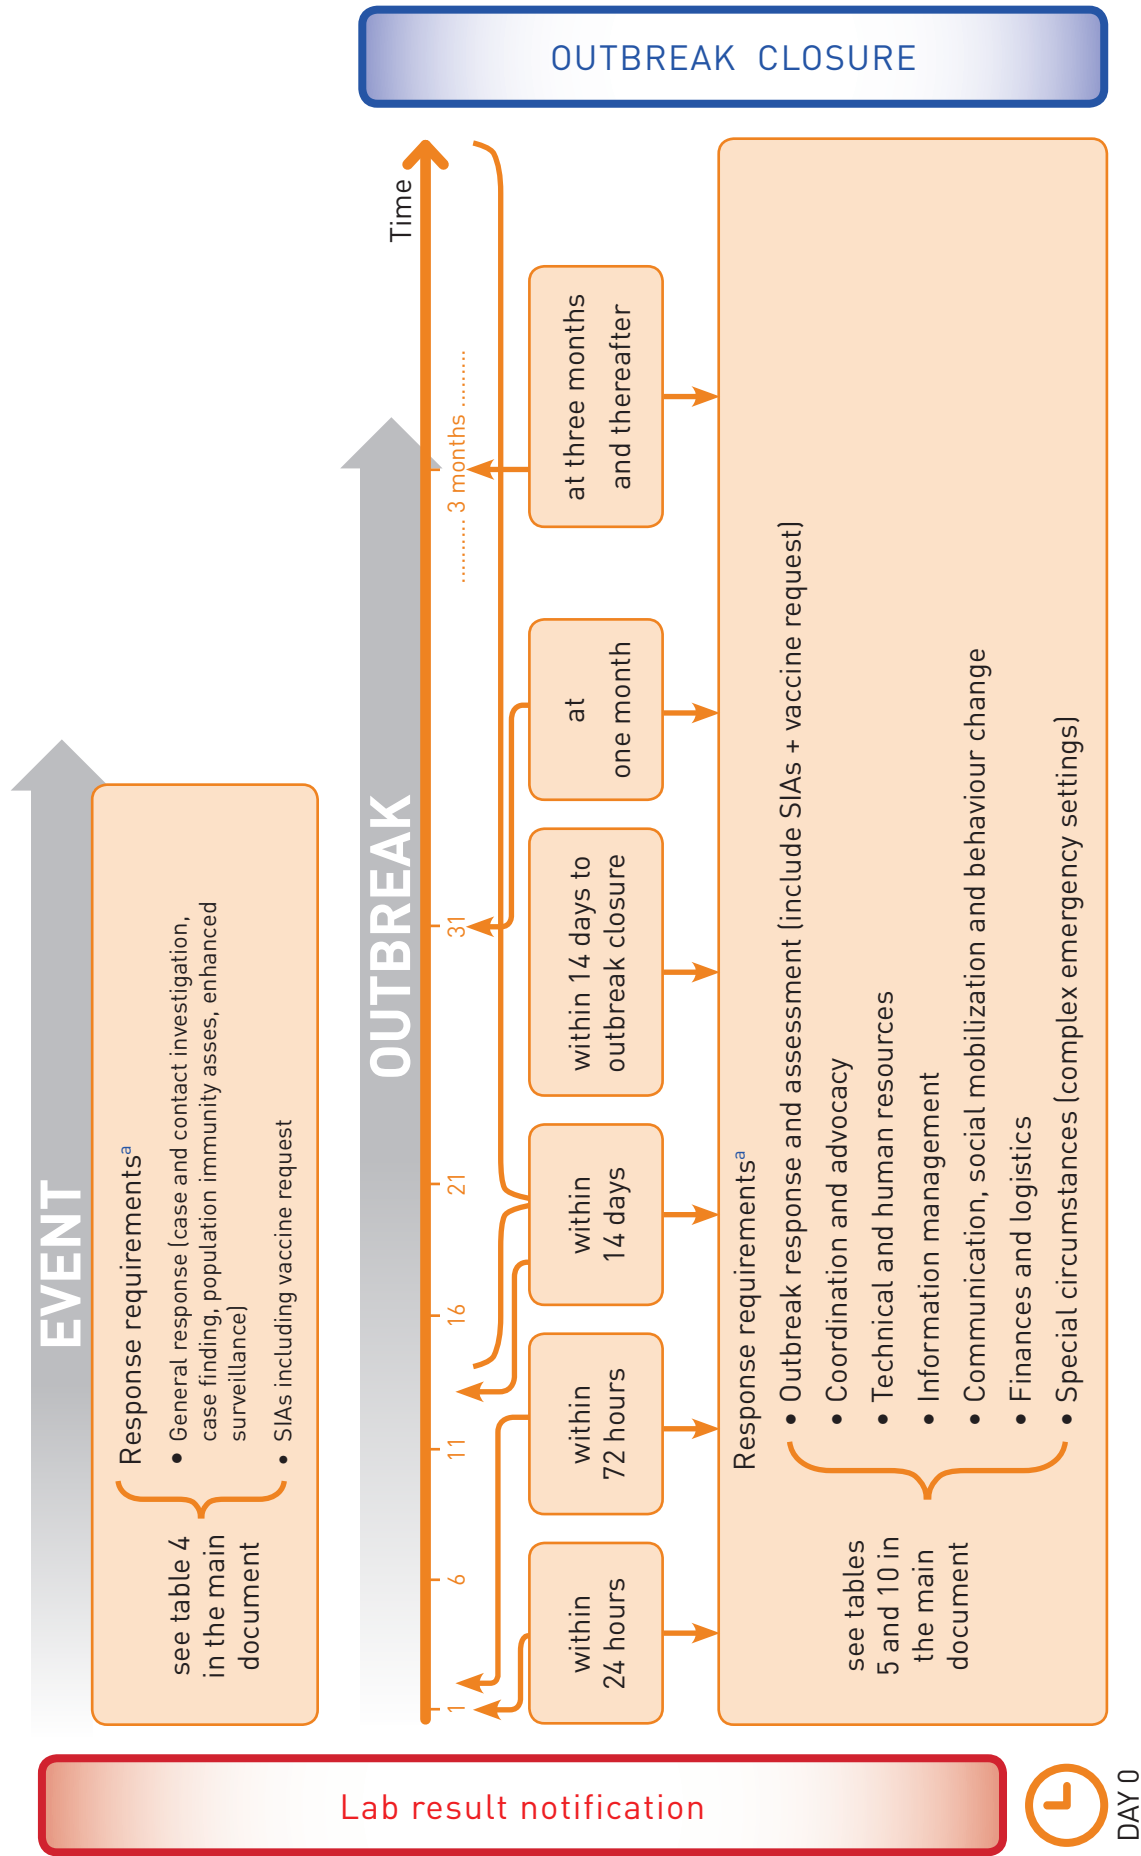 Lab result notification
DAY 0
EVENT
see table 4
in the main
document
Response requirementsᵃ
• General response (case and contact investigation,
case finding, population immunity asses, enhanced
surveillance)
• SIAs including vaccine request
OUTBREAK
Time
1
6
11
16
21
31
.......... 3 months .........
within
24 hours
within
72 hours
within
14 days
within 14 days to
outbreak closure
at
one month
at three months
and thereafter
see tables
5 and 10 in
the main
document
Response requirementsᵃ
• Outbreak response and assessment (include SIAs + vaccine request)
• Coordination and advocacy
• Technical and human resources
• Information management
• Communication, social mobilization and behaviour change
• Finances and logistics
• Special circumstances (complex emergency settings)
OUTBREAK CLOSURE